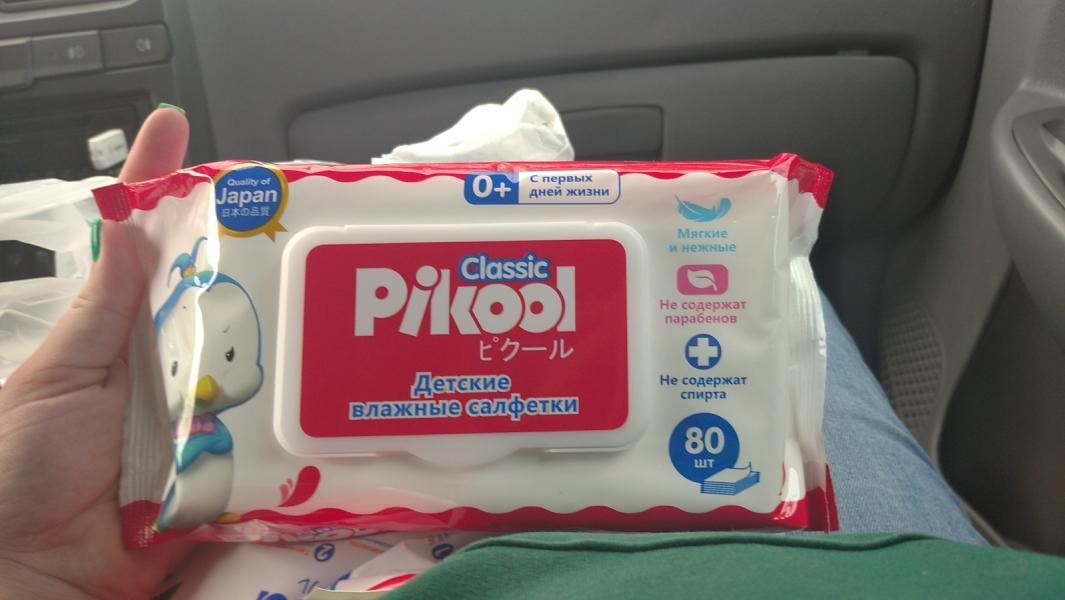 Quality of
Japan
日本の品質
0+
С первых
дней жизни
Classic
Pikool
ピクール
Детские
влажные салфетки
Мягкие
и нежные
Не содержат
парабенов
Не содержат
спирта
80
шт